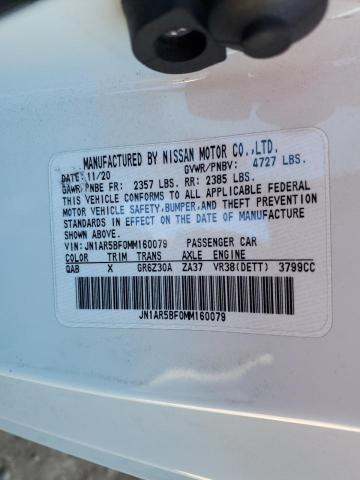 MANUFACTURED BY NISSAN MOTOR CO.,LTD.
DATE: 11/20 GVWR/PNBV: 4727 LBS.
GAWR/PNBE FR: 2357 LBS. RR: 2385 LBS.
THIS VEHICLE CONFORMS TO ALL APPLICABLE FEDERAL
MOTOR VEHICLE SAFETY, BUMPER, AND THEFT PREVENTION
STANDARDS IN EFFECT ON THE DATE OF MANUFACTURE
SHOWN ABOVE.
VIN: JN1AR5BF0MM160079 PASSENGER CAR
COLOR TRIM TRANS AXLE ENGINE
QAB X GR6Z30A ZA37 VR38(DETT) 3799CC
JN1AR5BF0MM160079